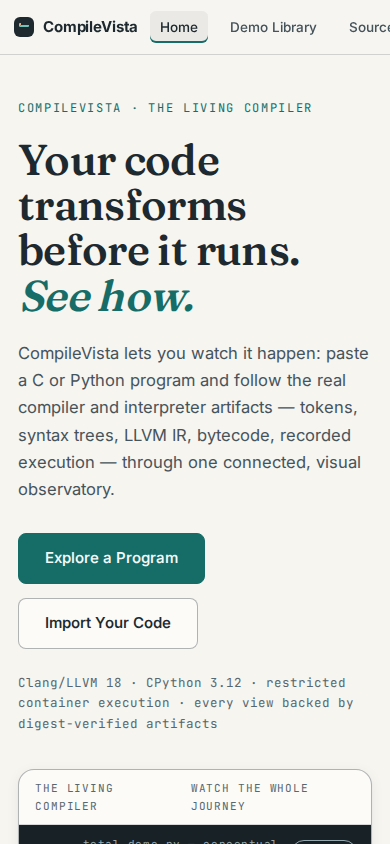 CompileVista Home Demo Library
COMPILEVISTA · THE LIVING COMPILER
Your code
transforms
before it runs.
See how.
CompileVista lets you watch it happen: paste
a C or Python program and follow the real
compiler and interpreter artifacts — tokens,
syntax trees, LLVM IR, bytecode, recorded
execution — through one connected, visual
observatory.
Explore a Program
Import Your Code
Clang/LLVM 18 · CPython 3.12 · restricted
container execution · every view backed by
digest-verified artifacts
THE LIVING WATCH THE WHOLE
COMPILER JOURNEY